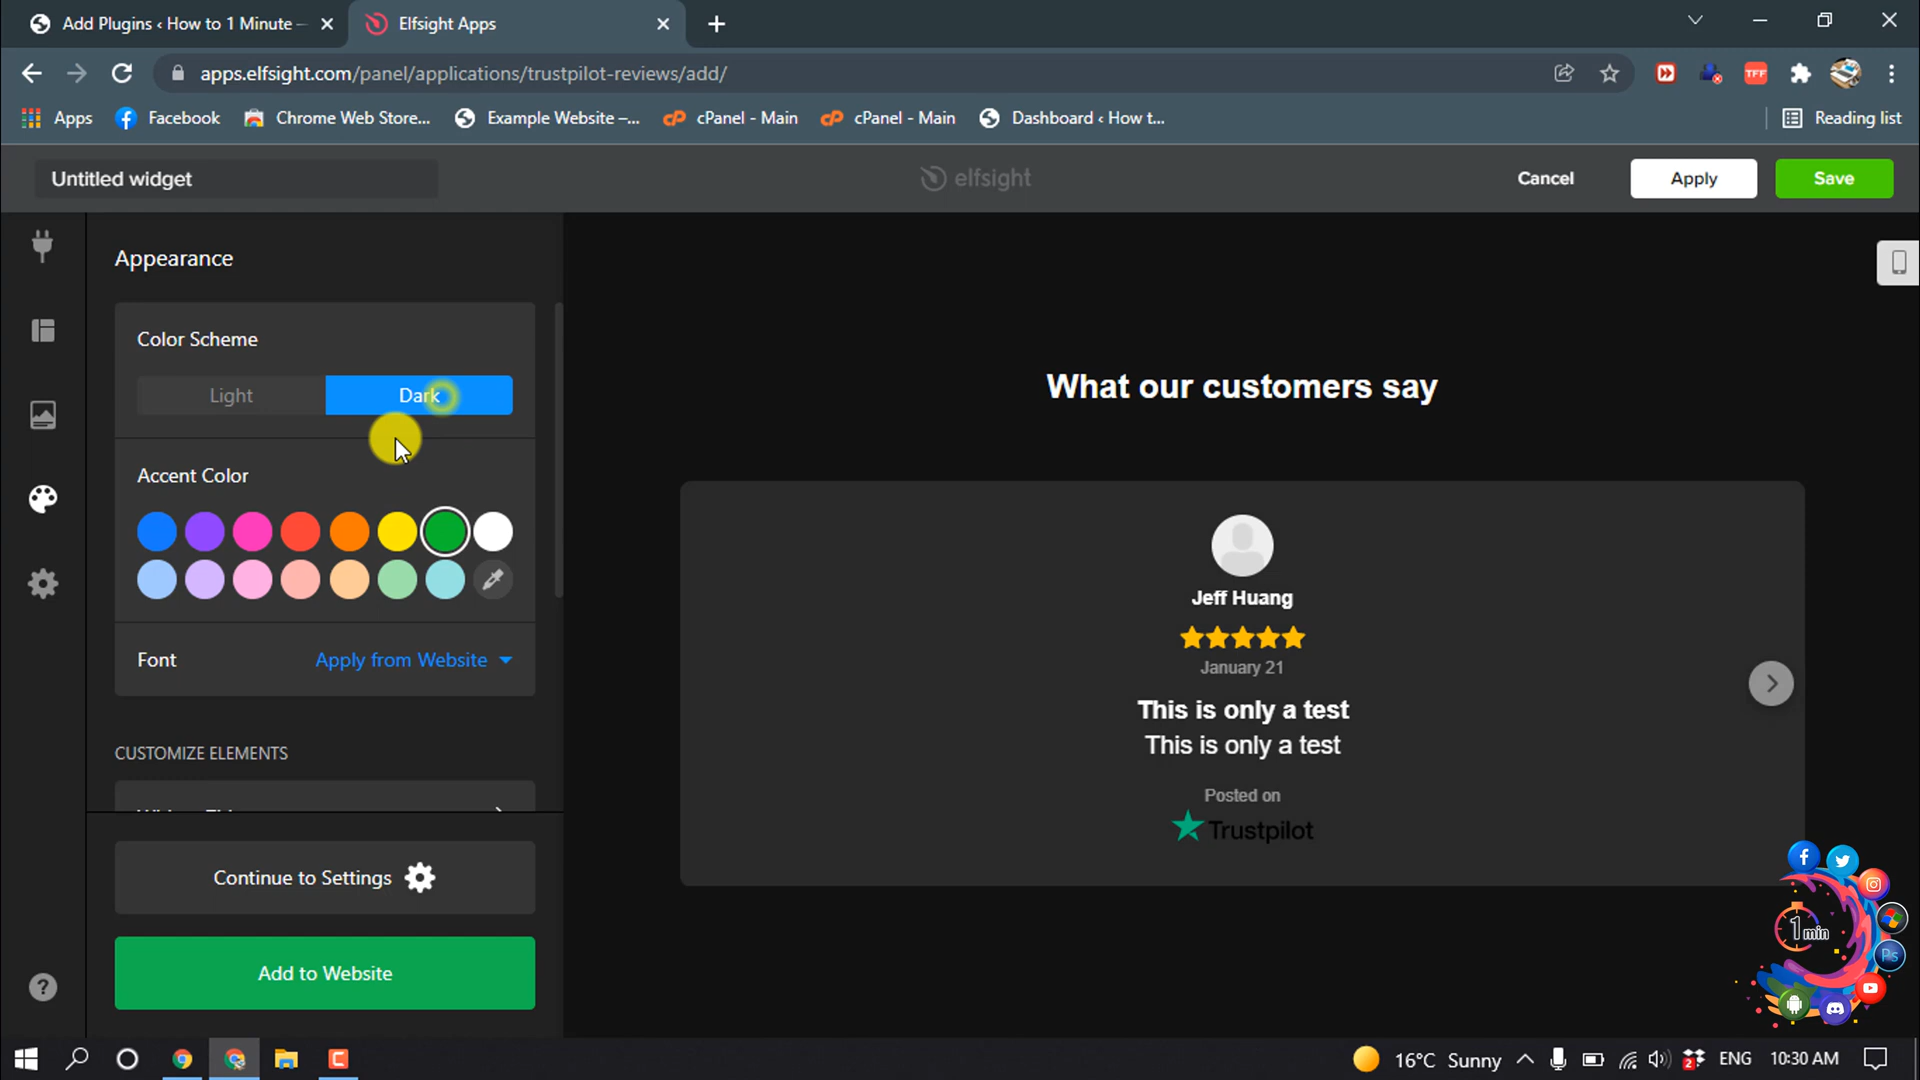 Add Plugins ‹ How to 1 Minute —
Elfsight Apps
apps.elfsight.com/panel/applications/trustpilot-reviews/add/
TFF
Apps
Facebook
Chrome Web Store...
Example Website –...
cPanel - Main
cPanel - Main
Dashboard ‹ How t...
Reading list
Untitled widget
elfsight
Cancel
Apply
Save
Appearance
Color Scheme
Light
Dark
Accent Color
Font
Apply from Website
CUSTOMIZE ELEMENTS
Continue to Settings
Add to Website
What our customers say
Jeff Huang
January 21
This is only a test
This is only a test
Posted on
Trustpilot
1 min
Ps
16°C Sunny
2
ENG
10:30 AM